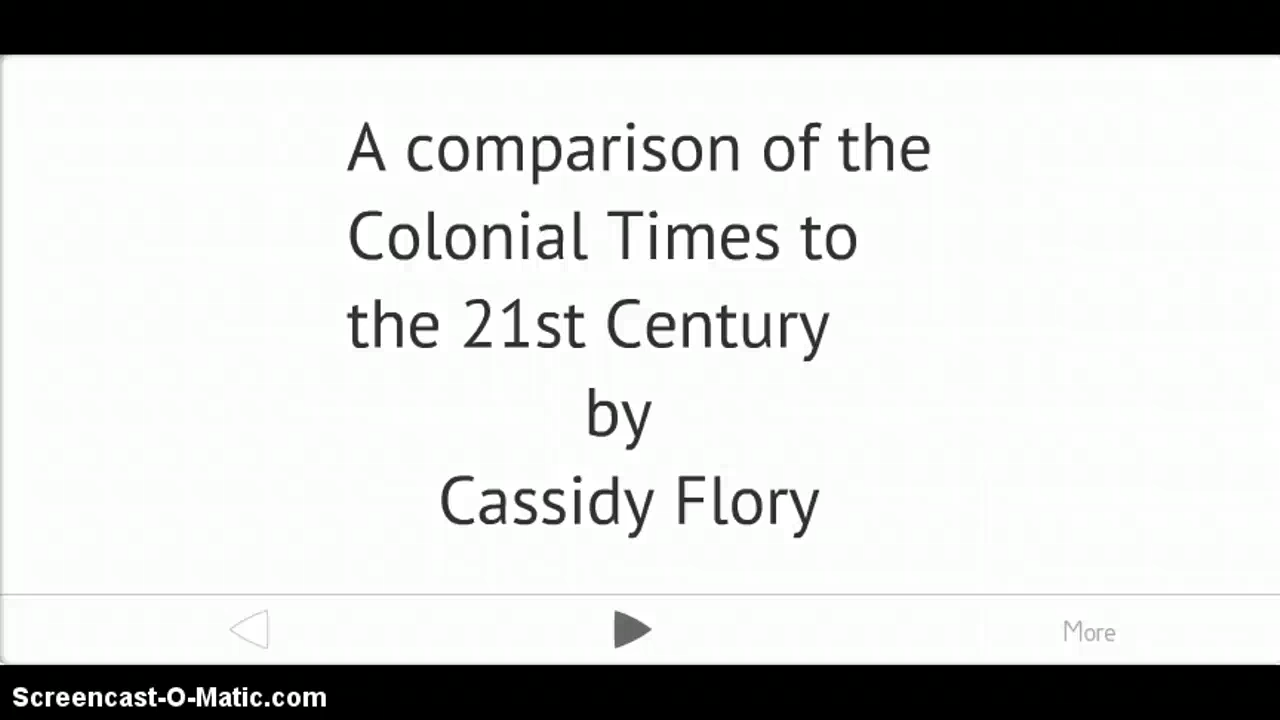 A comparison of the
Colonial Times to
the 21st Century
by
Cassidy Flory
More
Screencast-O-Matic.com